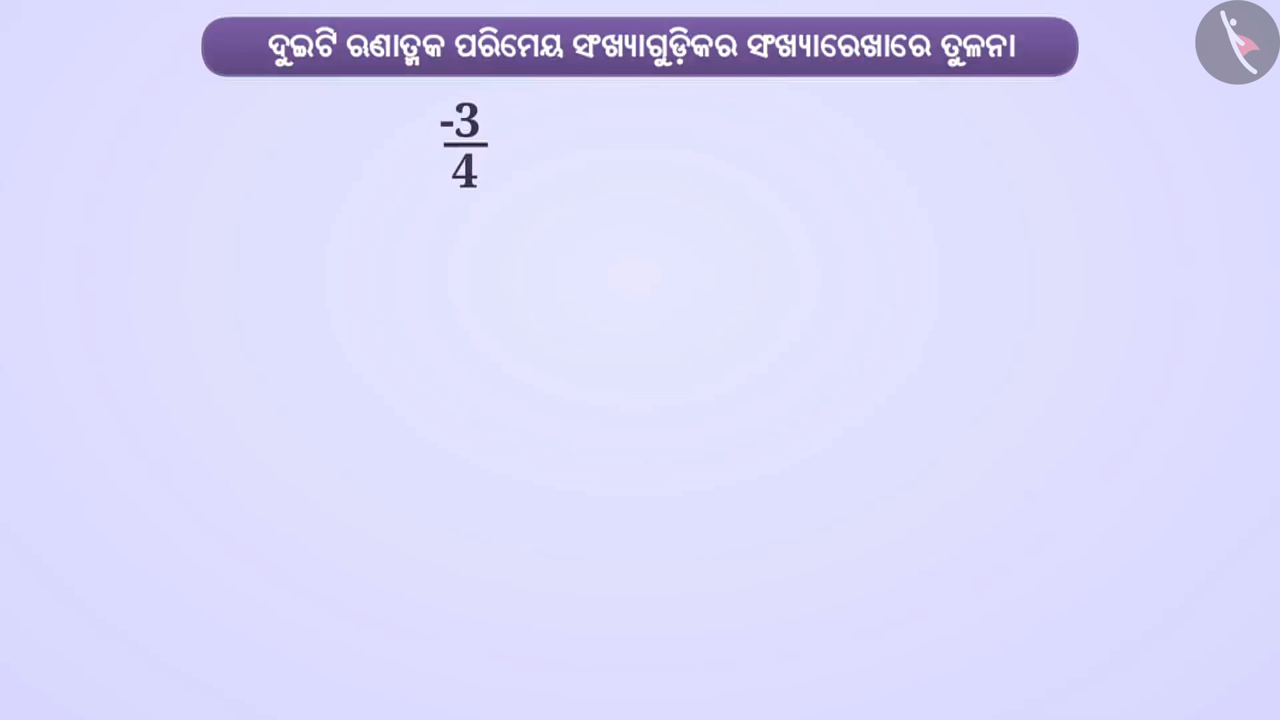 ଦୁଇଟି ଋଣାତ୍ମକ ପରିମେୟ ସଂଖ୍ୟାଗୁଡ଼ିକର ସଂଖ୍ୟାରେଖାରେ ତୁଳନା
-3
4